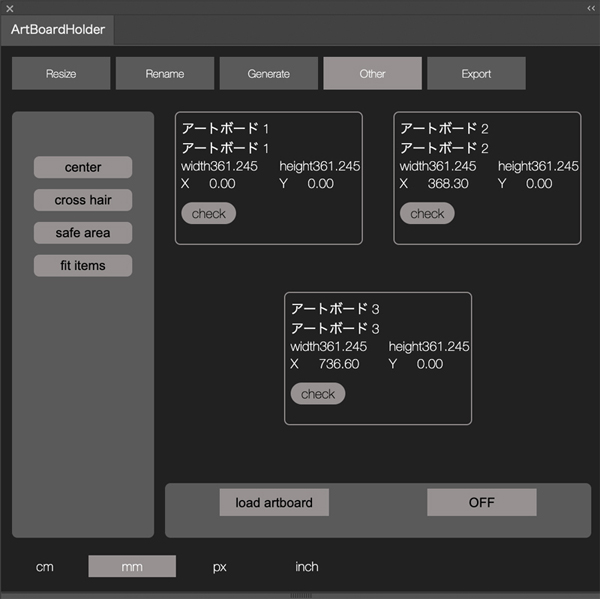 ArtBoardHolder
Resize Rename Generate Other Export
center
cross hair
safe area
fit items
アートボード 1
アートボード 1
width361.245 height361.245
X 0.00 Y 0.00
check
アートボード 2
アートボード 2
width361.245 height361.245
X 368.30 Y 0.00
check
アートボード 3
アートボード 3
width361.245 height361.245
X 736.60 Y 0.00
check
load artboard OFF
cm mm px inch